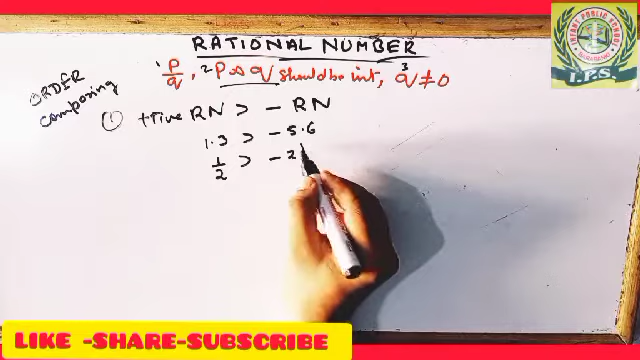 RATIONAL NUMBER
1 P/q, 2 P & q should be int, 3 q ≠ 0
ORDER
composing
① +tive RN > - RN
1.3 > - 5.6
1/2 > - 2
I.P.S.
LIKE -SHARE-SUBSCRIBE